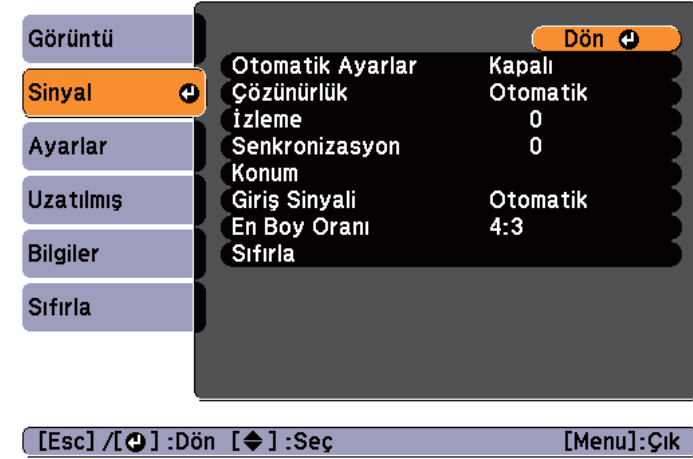 Görüntü
Sinyal
Ayarlar
Uzatılmış
Bilgiler
Sıfırla
Dön
Otomatik Ayarlar Kapalı
Çözünürlük Otomatik
İzleme 0
Senkronizasyon 0
Konum
Giriş Sinyali Otomatik
En Boy Oranı 4:3
Sıfırla
[Esc] /[⏎] :Dön [◆] :Seç [Menu]:Çık